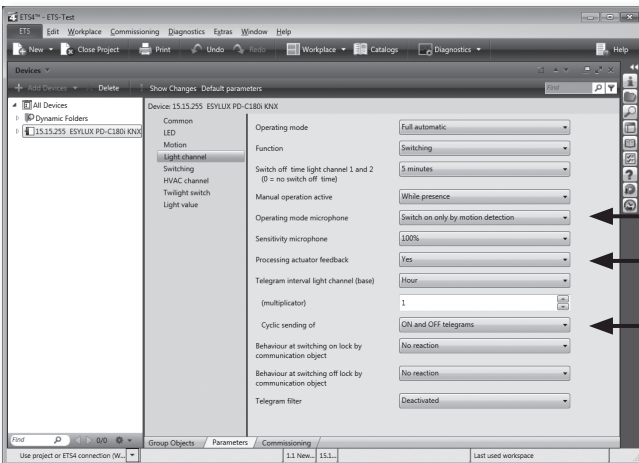 ETS4™ - ETS-Test
ETS Edit Workplace Commissioning Diagnostics Extras Window Help
New Close Project Print Undo Redo Workplace Catalogs Diagnostics Help
Devices
Add Devices Delete Show Changes Default parameters Find
All Devices
Dynamic Folders
15.15.255 ESYLUX PD-C180i KNX
Device: 15.15.255 ESYLUX PD-C180i KNX
Common
LED
Motion
Light channel
Switching
HVAC channel
Twilight switch
Light value
Operating mode Full automatic
Function Switching
Switch off time light channel 1 and 2 5 minutes
(0 = no switch off time)
Manual operation active While presence
Operating mode microphone Switch on only by motion detection
Sensitivity microphone 100%
Processing actuator feedback Yes
Telegram interval light channel (base) Hour
(multiplicator) 1
Cyclic sending of ON and OFF telegrams
Behaviour at switching on lock by No reaction
communication object
Behaviour at switching off lock by No reaction
communication object
Telegram filter Deactivated
Find 0/0
Group Objects Parameters Commissioning
Use project or ETS4 connection (W... 1.1 New... 15.1... Last used workspace